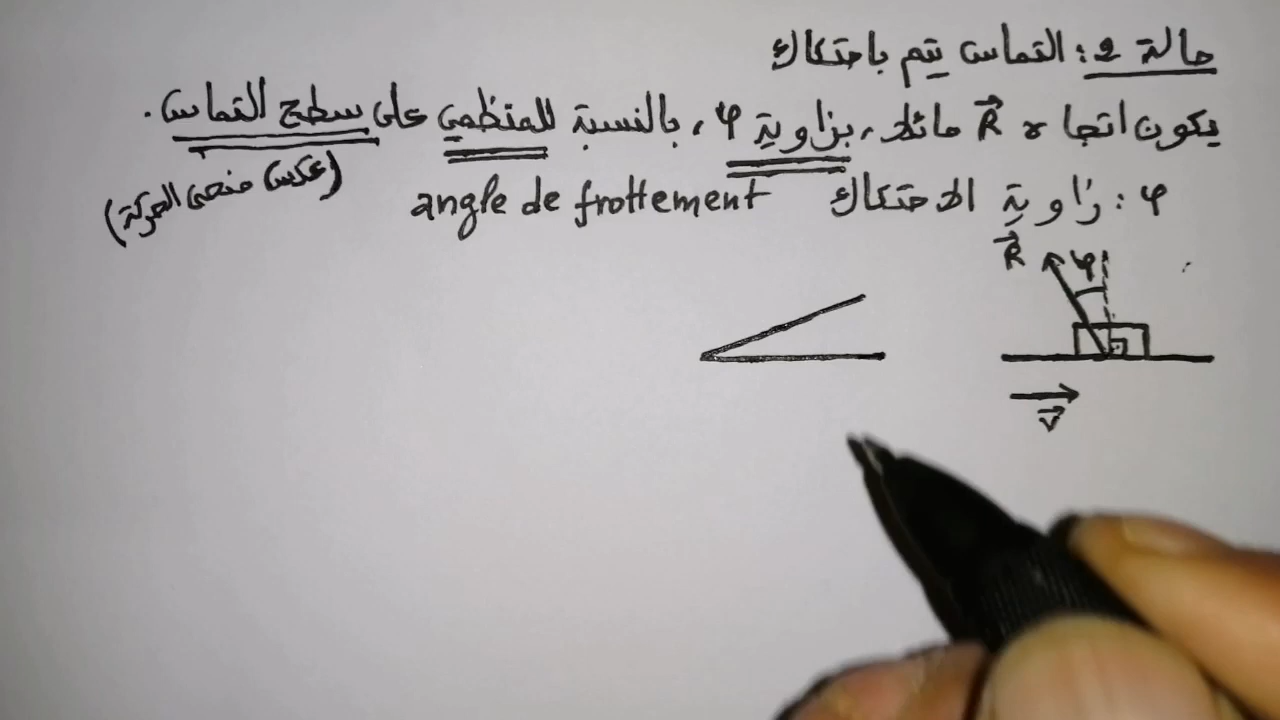 حالة 2 : التماس يتم باحتكاك
يكون اتجاه R⃗ مائلا، بزاوية φ، بالنسبة للمنظمي على سطح التماس.
(عكس منحى الحركة)
φ : زاوية الاحتكاك angle de frottement
R⃗ φ
v⃗